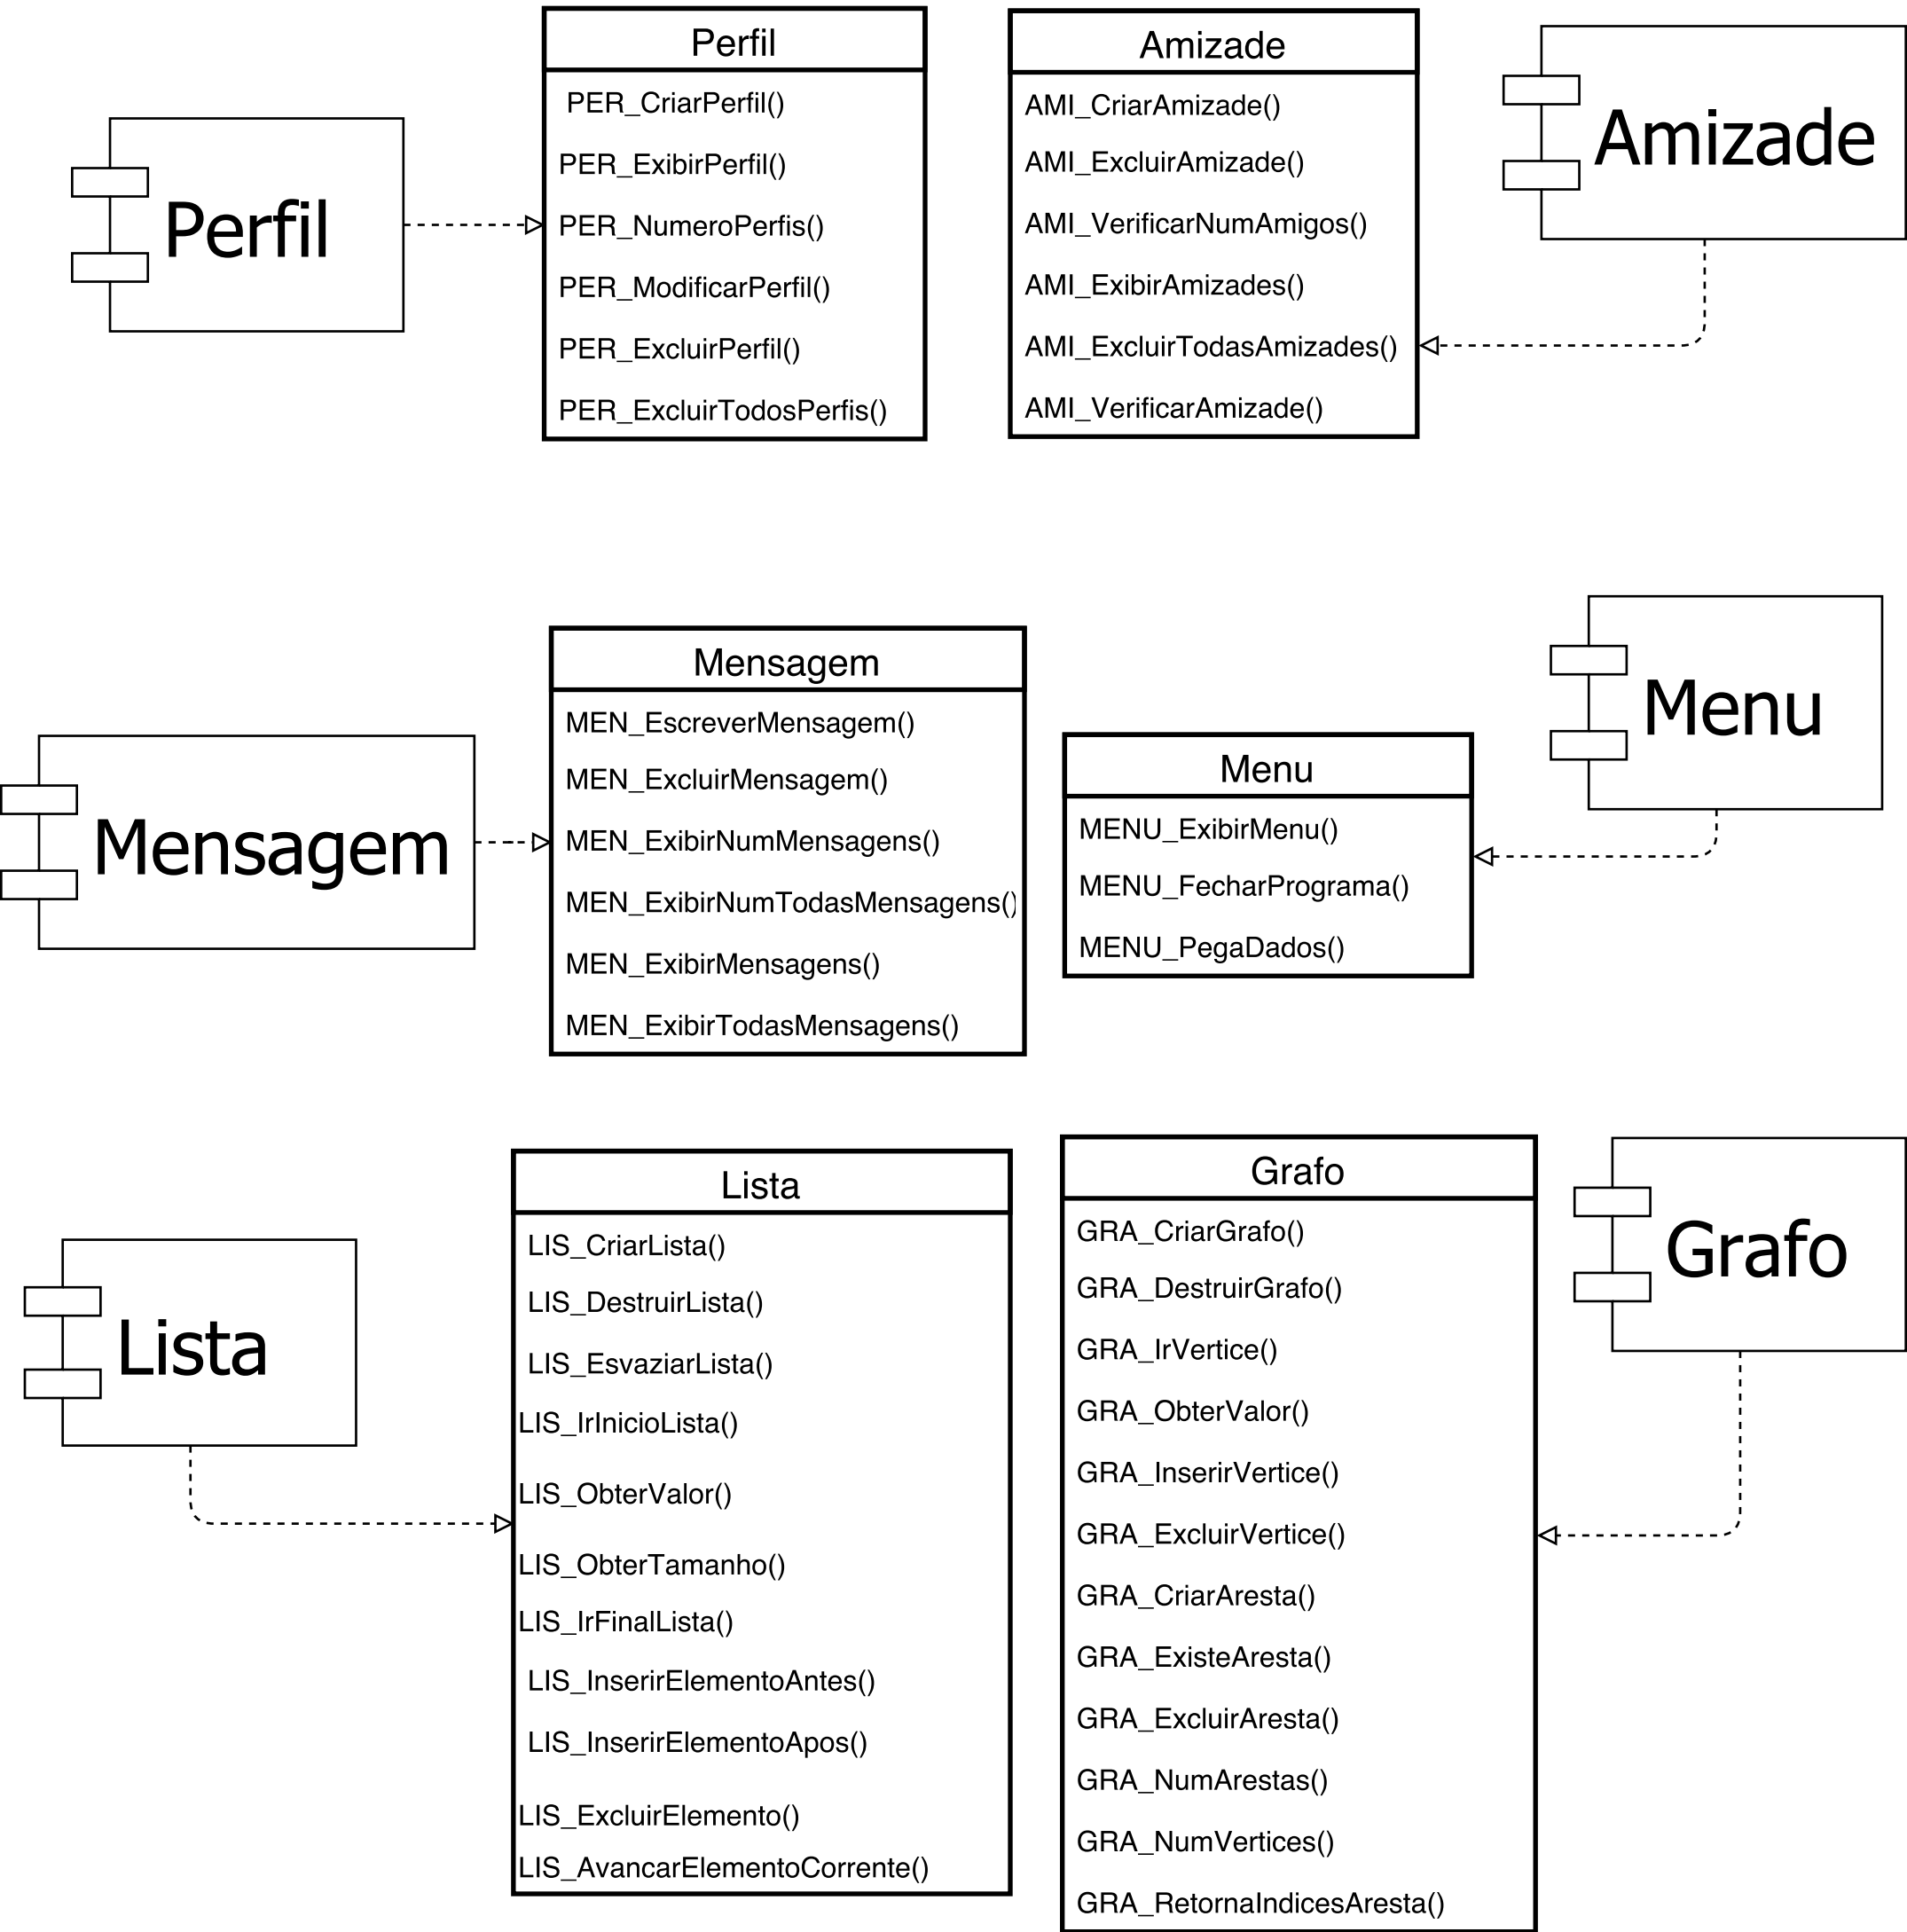 Perfil
Perfil
PER_CriarPerfil()
PER_ExibirPerfil()
PER_NumeroPerfis()
PER_ModificarPerfil()
PER_ExcluirPerfil()
PER_ExcluirTodosPerfis()
Amizade
AMI_CriarAmizade()
AMI_ExcluirAmizade()
AMI_VerificarNumAmigos()
AMI_ExibirAmizades()
AMI_ExcluirTodasAmizades()
AMI_VerificarAmizade()
Amizade
Mensagem
Mensagem
MEN_EscreverMensagem()
MEN_ExcluirMensagem()
MEN_ExibirNumMensagens()
MEN_ExibirNumTodasMensagens()
MEN_ExibirMensagens()
MEN_ExibirTodasMensagens()
Menu
MENU_ExibirMenu()
MENU_FecharPrograma()
MENU_PegaDados()
Menu
Lista
Lista
LIS_CriarLista()
LIS_DestruirLista()
LIS_EsvaziarLista()
LIS_IrInicioLista()
LIS_ObterValor()
LIS_ObterTamanho()
LIS_IrFinalLista()
LIS_InserirElementoAntes()
LIS_InserirElementoApos()
LIS_ExcluirElemento()
LIS_AvancarElementoCorrente()
Grafo
GRA_CriarGrafo()
GRA_DestruirGrafo()
GRA_IrVertice()
GRA_ObterValor()
GRA_InserirVertice()
GRA_ExcluirVertice()
GRA_CriarAresta()
GRA_ExisteAresta()
GRA_ExcluirAresta()
GRA_NumArestas()
GRA_NumVertices()
GRA_RetornaIndicesAresta()
Grafo